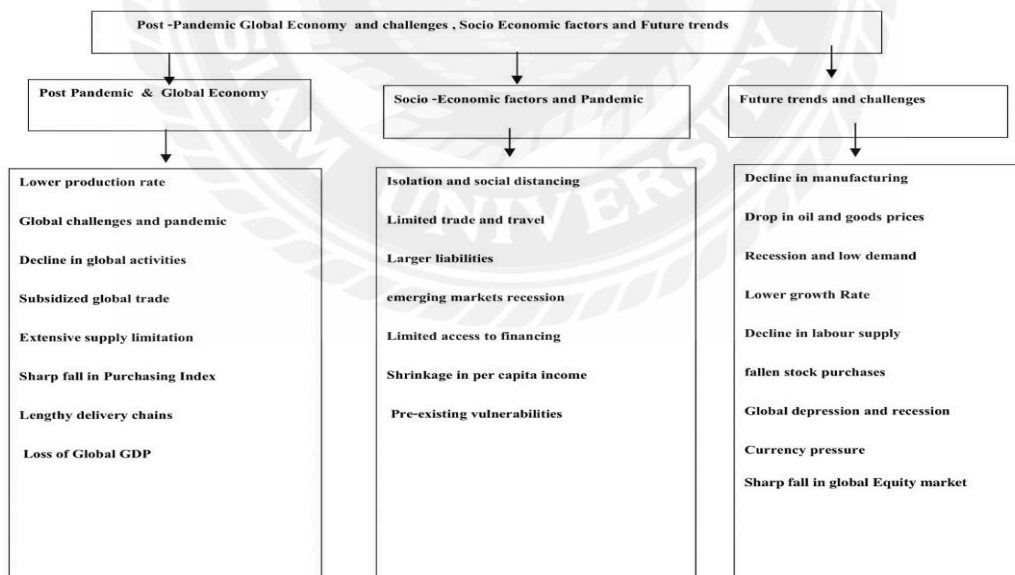 Post -Pandemic Global Economy and challenges , Socio Economic factors and Future trends
Post Pandemic & Global Economy
Lower production rate
Global challenges and pandemic
Decline in global activities
Subsidized global trade
Extensive supply limitation
Sharp fall in Purchasing Index
Lengthy delivery chains
Loss of Global GDP
Socio -Economic factors and Pandemic
Isolation and social distancing
Limited trade and travel
Larger liabilities
emerging markets recession
Limited access to financing
Shrinkage in per capita income
Pre-existing vulnerabilities
Future trends and challenges
Decline in manufacturing
Drop in oil and goods prices
Recession and low demand
Lower growth Rate
Decline in labour supply
fallen stock purchases
Global depression and recession
Currency pressure
Sharp fall in global Equity market
SIAM UNIVERSITY